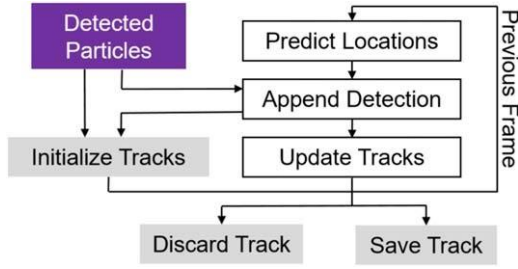 Detected
Particles
Predict Locations
Append Detection
Initialize Tracks
Update Tracks
Previous Frame
Discard Track
Save Track